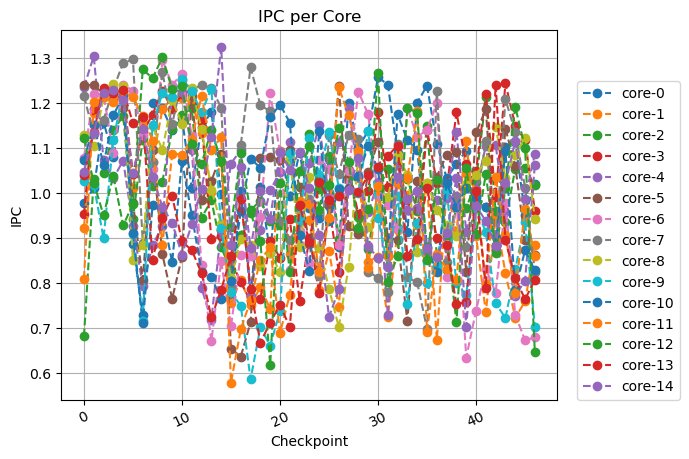 IPC per Core
1.3
1.2
1.1
1.0
0.9
0.8
0.7
0.6
IPC
0
10
20
30
40
Checkpoint
core-0
core-1
core-2
core-3
core-4
core-5
core-6
core-7
core-8
core-9
core-10
core-11
core-12
core-13
core-14